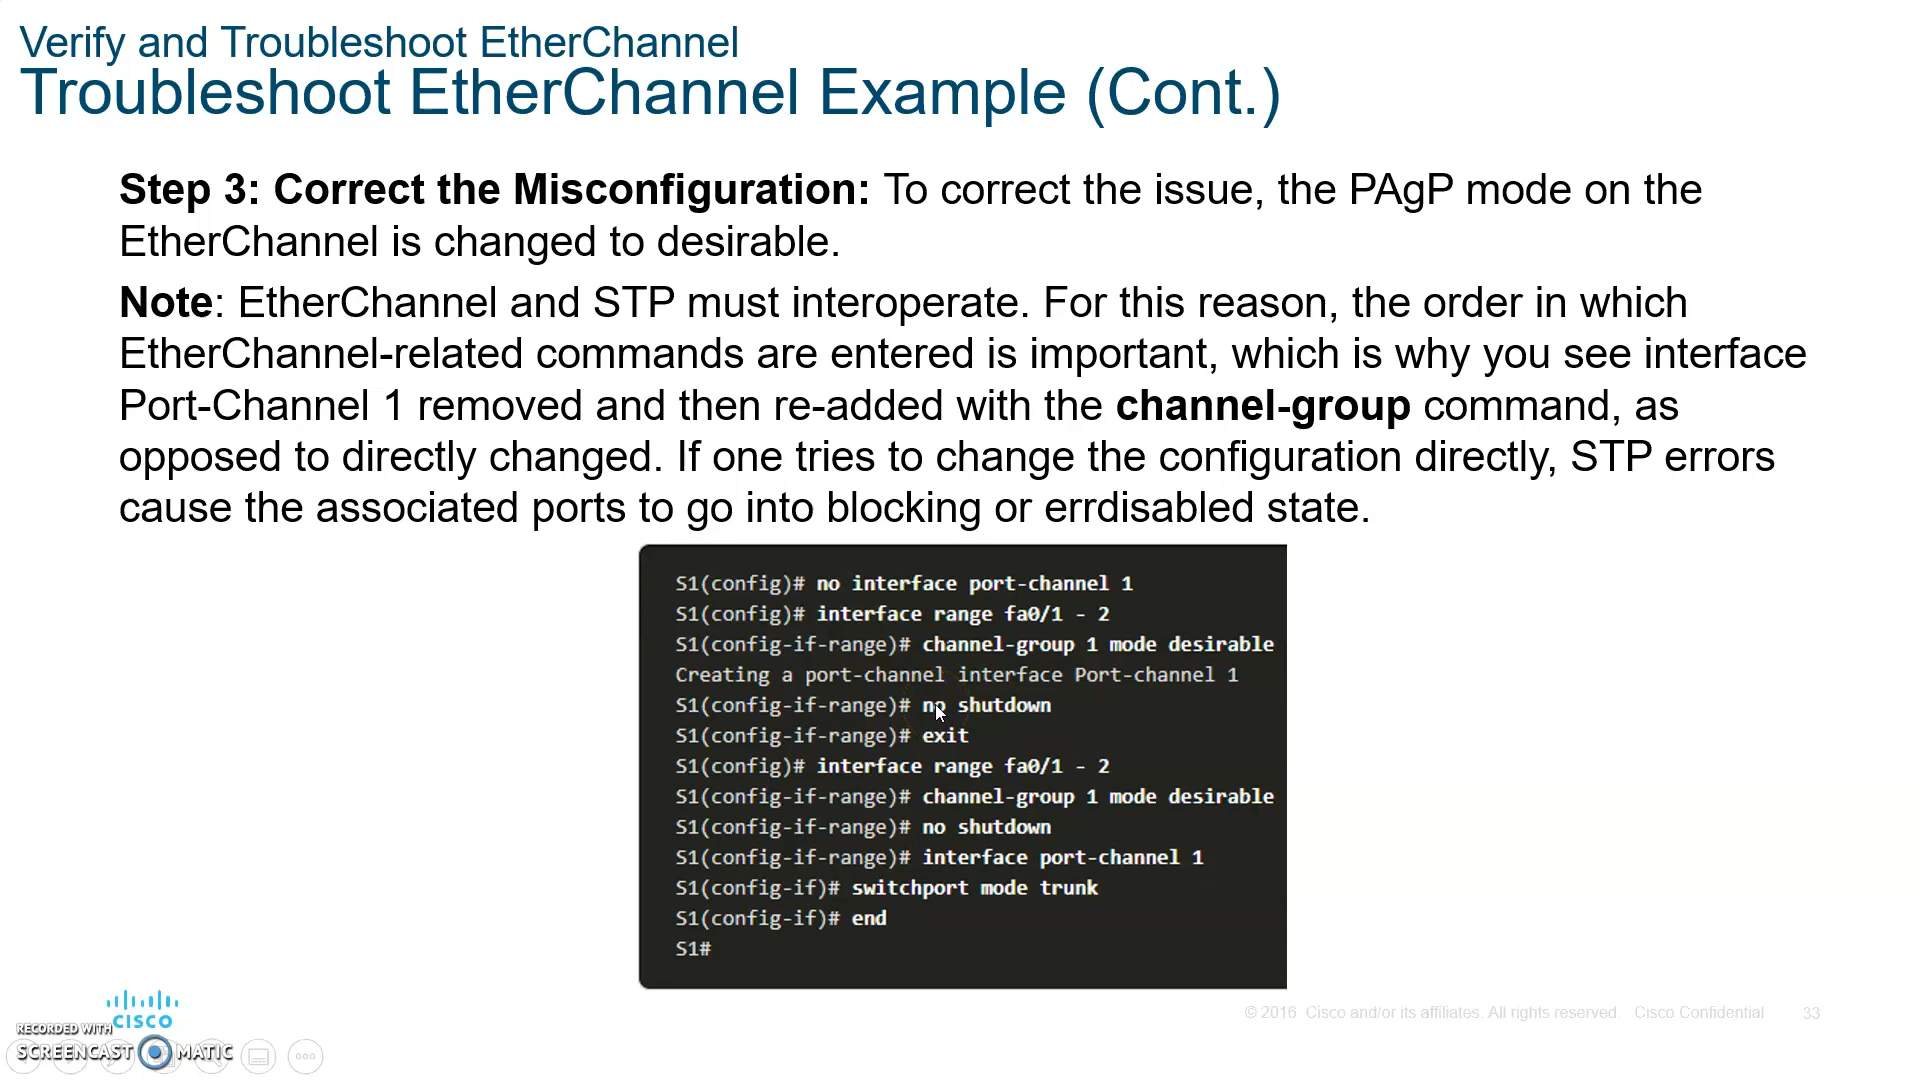 Verify and Troubleshoot EtherChannel
Troubleshoot EtherChannel Example (Cont.)
Step 3: Correct the Misconfiguration: To correct the issue, the PAgP mode on the
EtherChannel is changed to desirable.
Note: EtherChannel and STP must interoperate. For this reason, the order in which
EtherChannel-related commands are entered is important, which is why you see interface
Port-Channel 1 removed and then re-added with the channel-group command, as
opposed to directly changed. If one tries to change the configuration directly, STP errors
cause the associated ports to go into blocking or errdisabled state.
S1(config)# no interface port-channel 1
S1(config)# interface range fa0/1 - 2
S1(config-if-range)# channel-group 1 mode desirable
Creating a port-channel interface Port-channel 1
S1(config-if-range)# no shutdown
S1(config-if-range)# exit
S1(config)# interface range fa0/1 - 2
S1(config-if-range)# channel-group 1 mode desirable
S1(config-if-range)# no shutdown
S1(config-if-range)# interface port-channel 1
S1(config-if)# switchport mode trunk
S1(config-if)# end
S1#
CISCO
© 2016 Cisco and/or its affiliates. All rights reserved. Cisco Confidential 33
RECORDED WITH
SCREENCAST MATIC